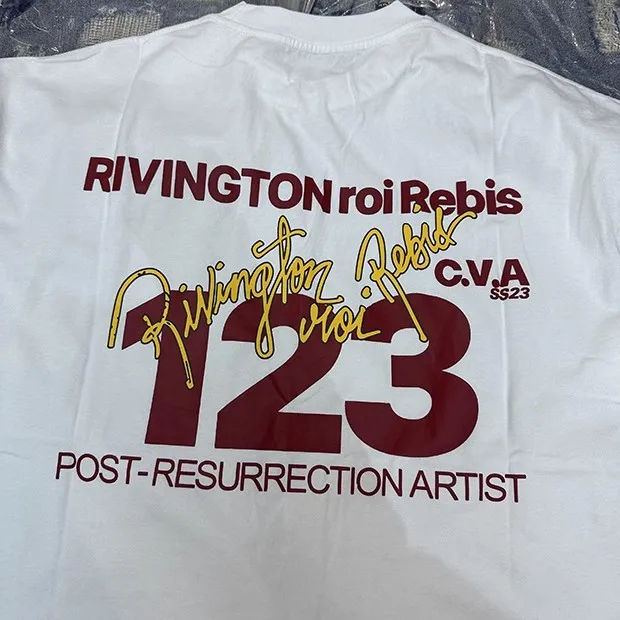 RIVINGTON roi Rebis
Rivington
roi Rebis
C.V.A
SS23
123
POST-RESURRECTION ARTIST